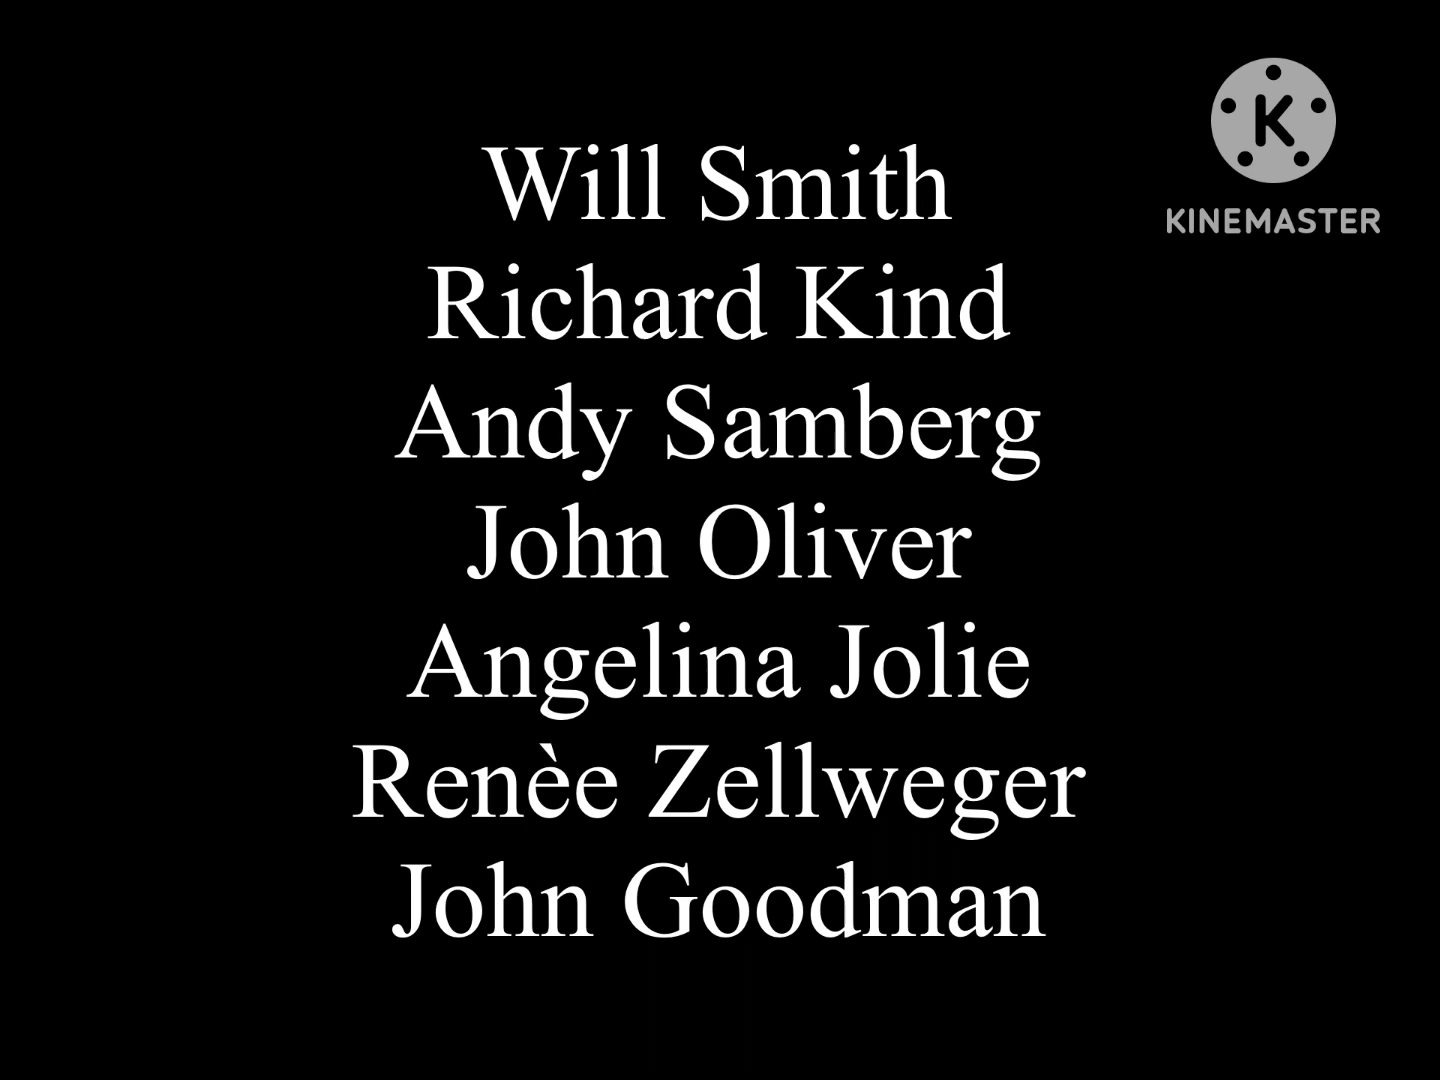 Will Smith
Richard Kind
Andy Samberg
John Oliver
Angelina Jolie
Renèe Zellweger
John Goodman
K
KINEMASTER